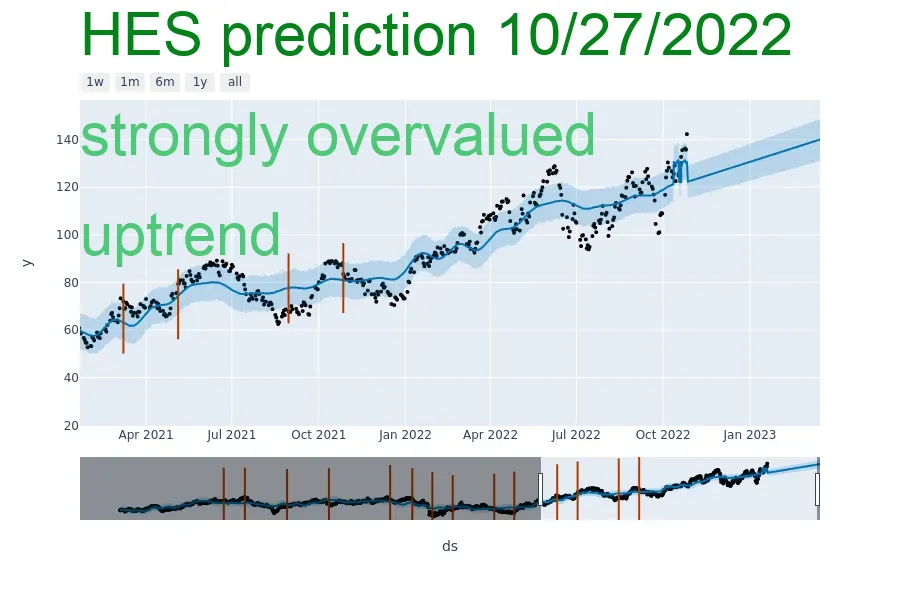 HES prediction 10/27/2022
1w 1m 6m 1y all
strongly overvalued
uptrend
y
140
120
100
80
60
40
20
Apr 2021 Jul 2021 Oct 2021 Jan 2022 Apr 2022 Jul 2022 Oct 2022 Jan 2023
ds